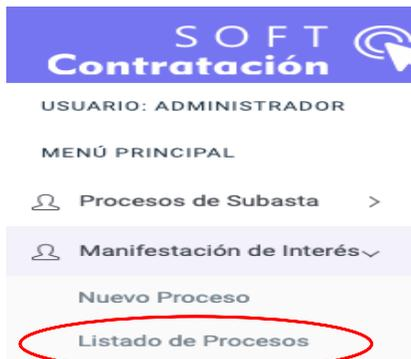 SOFT
Contratación
USUARIO: ADMINISTRADOR
MENÚ PRINCIPAL
Procesos de Subasta >
Manifestación de Interés
Nuevo Proceso
Listado de Procesos